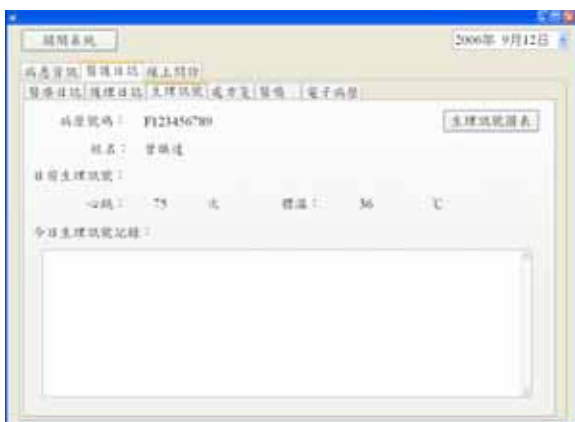 關閉系統
2006年 9月12日
病患資訊 醫護日誌 線上問診
醫療日誌 護理日誌 生理訊號 處方箋 醫囑 電子病歷
病歷號碼： F123456789
生理訊號圖表
姓名：
目前生理訊號：
心跳： 75 次 體溫： 36 ℃
今日生理訊號記錄：